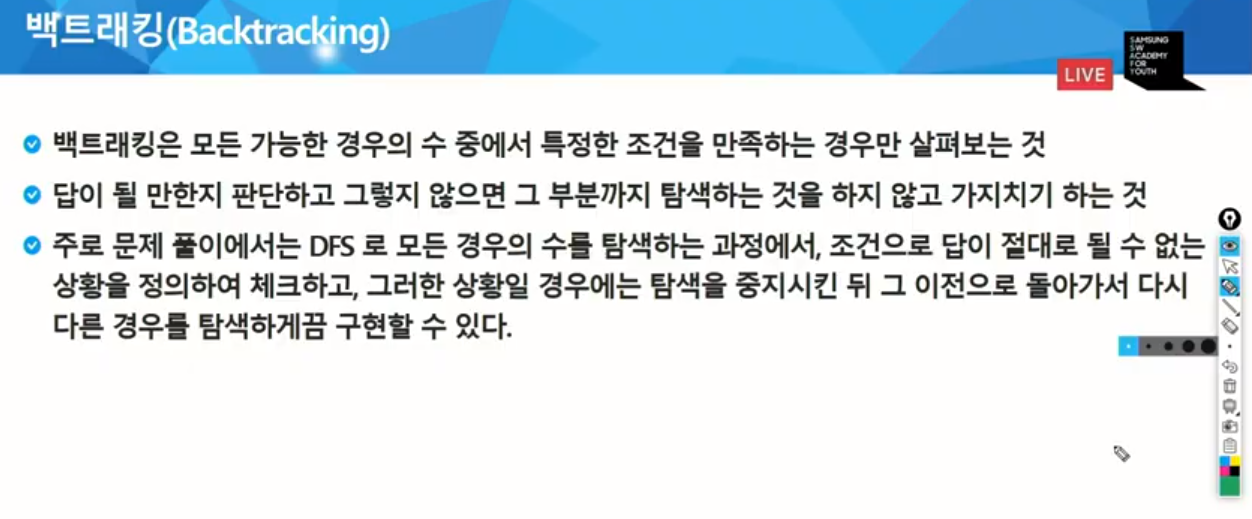 백트래킹(Backtracking)
SAMSUNG
SW
ACADEMY
FOR
YOUTH
LIVE
백트래킹은 모든 가능한 경우의 수 중에서 특정한 조건을 만족하는 경우만 살펴보는 것
답이 될 만한지 판단하고 그렇지 않으면 그 부분까지 탐색하는 것을 하지 않고 가지치기 하는 것
주로 문제 풀이에서는 DFS 로 모든 경우의 수를 탐색하는 과정에서, 조건으로 답이 절대로 될 수 없는
상황을 정의하여 체크하고, 그러한 상황일 경우에는 탐색을 중지시킨 뒤 그 이전으로 돌아가서 다시
다른 경우를 탐색하게끔 구현할 수 있다.